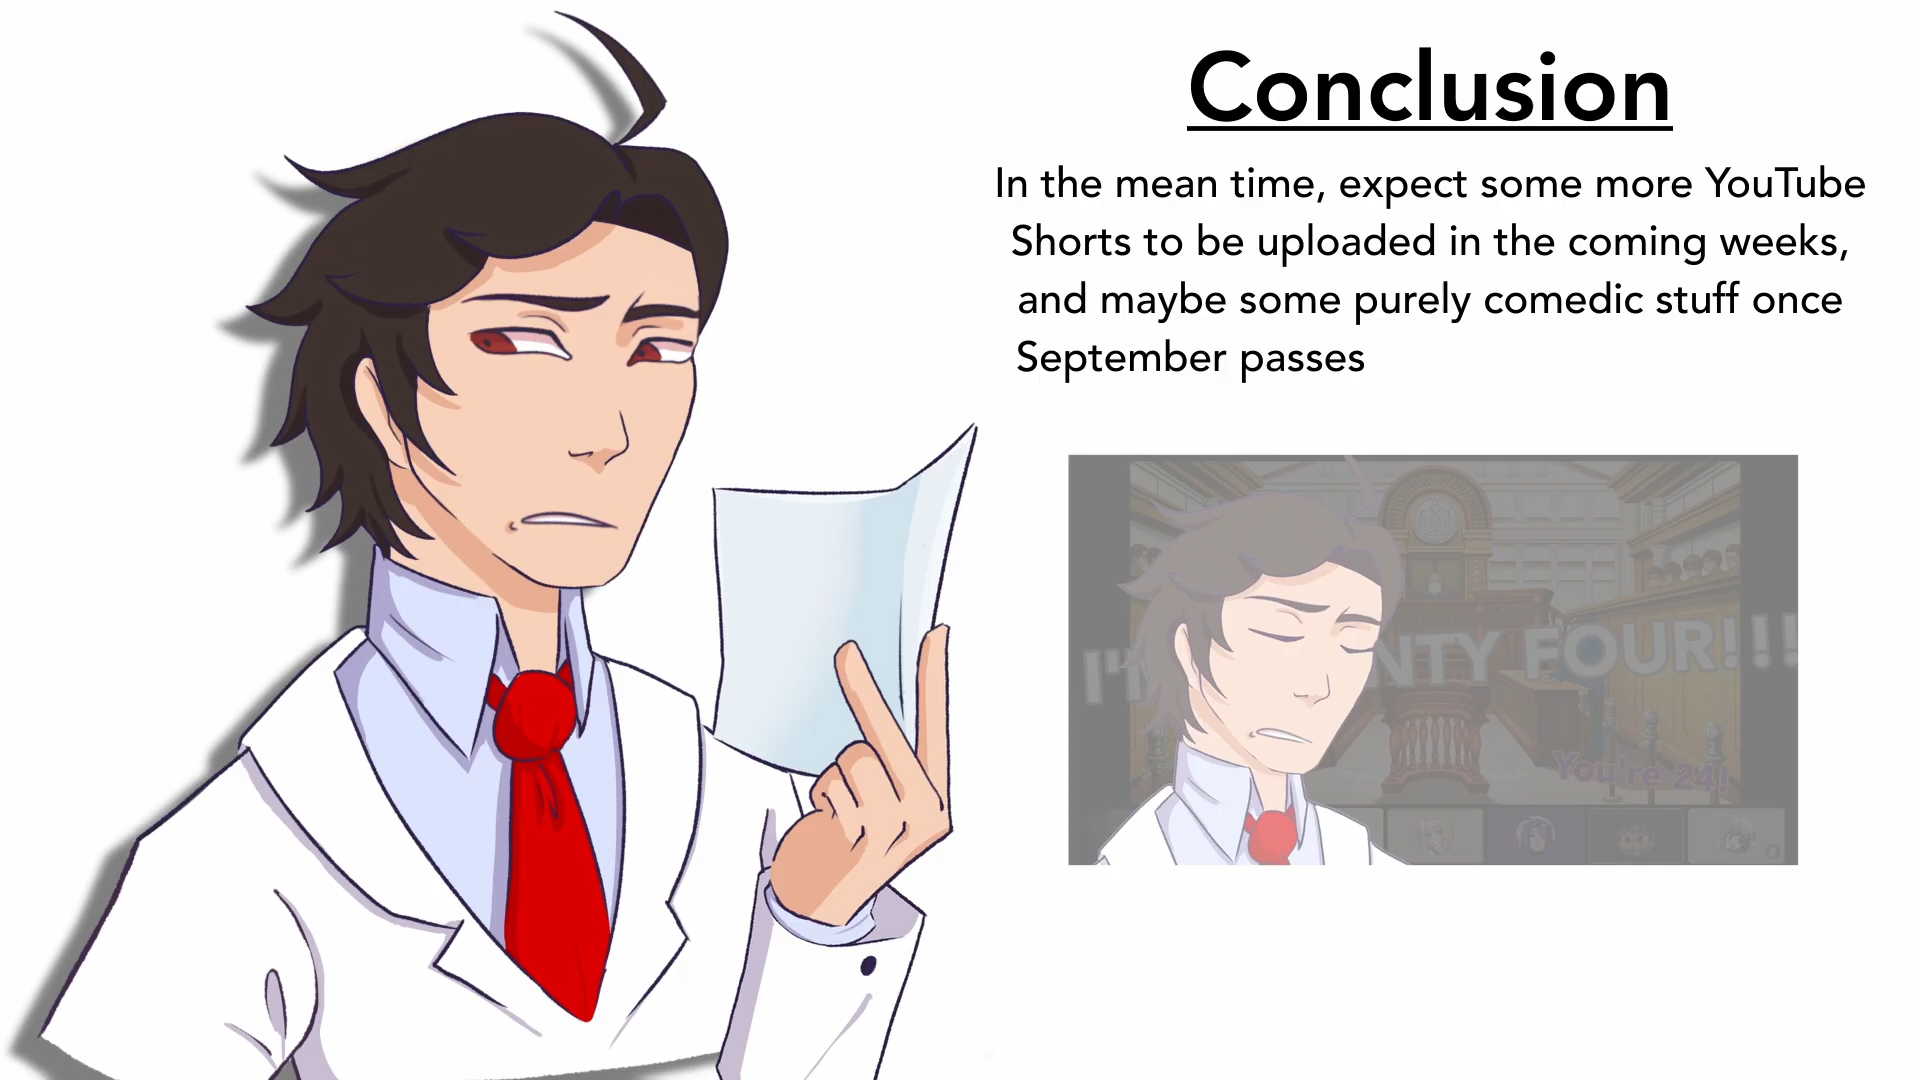 Conclusion
In the mean time, expect some more YouTube
Shorts to be uploaded in the coming weeks,
and maybe some purely comedic stuff once
September passes
NTY FOUR!!!
You're 24!